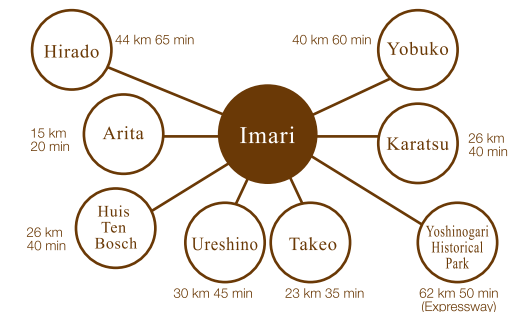 Hirado
44 km 65 min
40 km 60 min
Yobuko
15 km
20 min
Arita
Imari
Karatsu
26 km
40 min
26 km
40 min
Huis
Ten
Bosch
Ureshino
30 km 45 min
Takeo
23 km 35 min
Yoshinogari
Historical
Park
62 km 50 min
(Expressway)